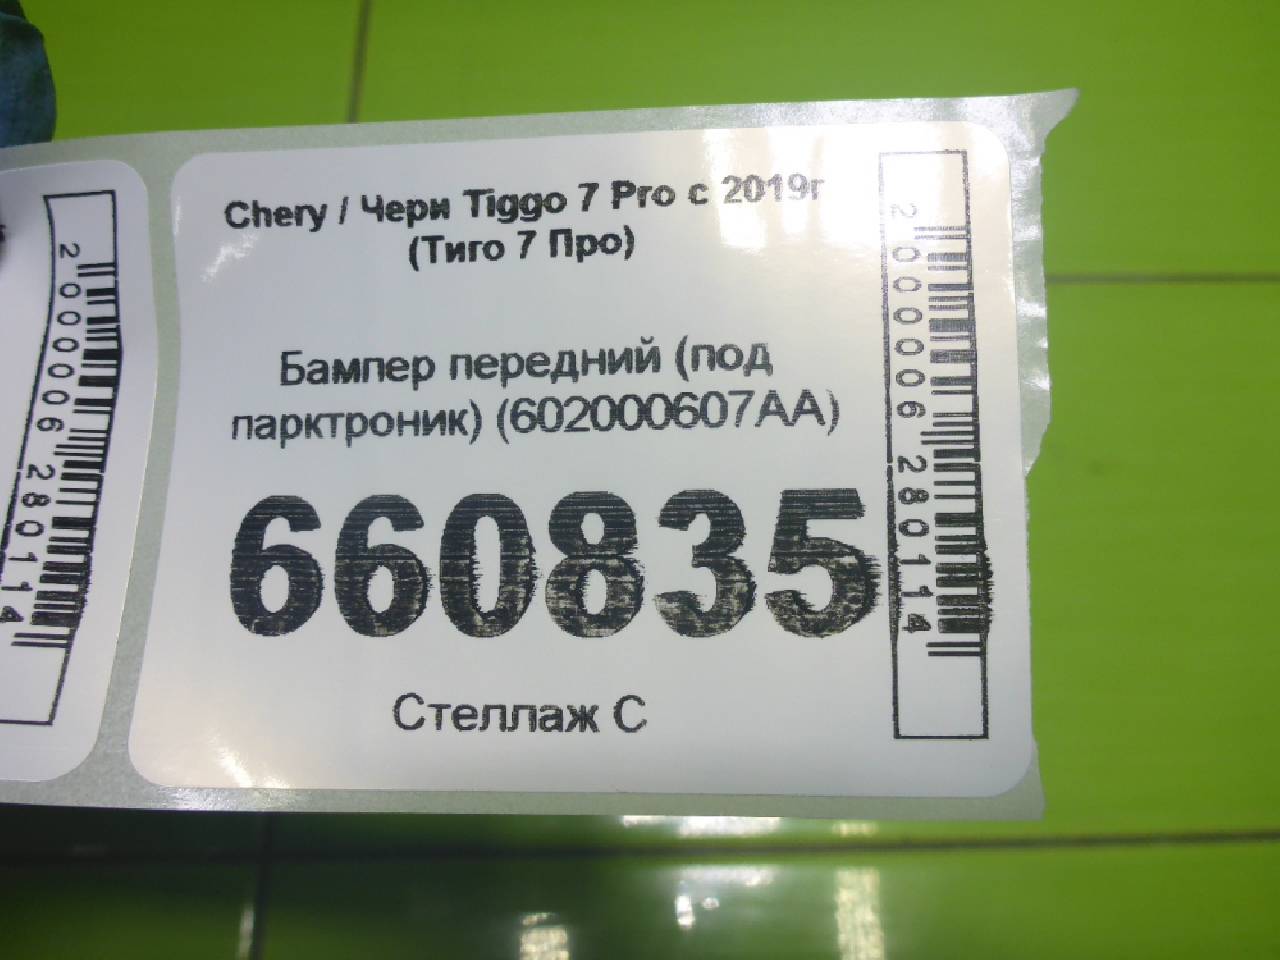 Chery / Чери Tiggo 7 Pro с 2019г
(Тиго 7 Про)
Бампер передний (под
парктроник) (602000607AA)
660835
Стеллаж С
2000006280114
2000006280114